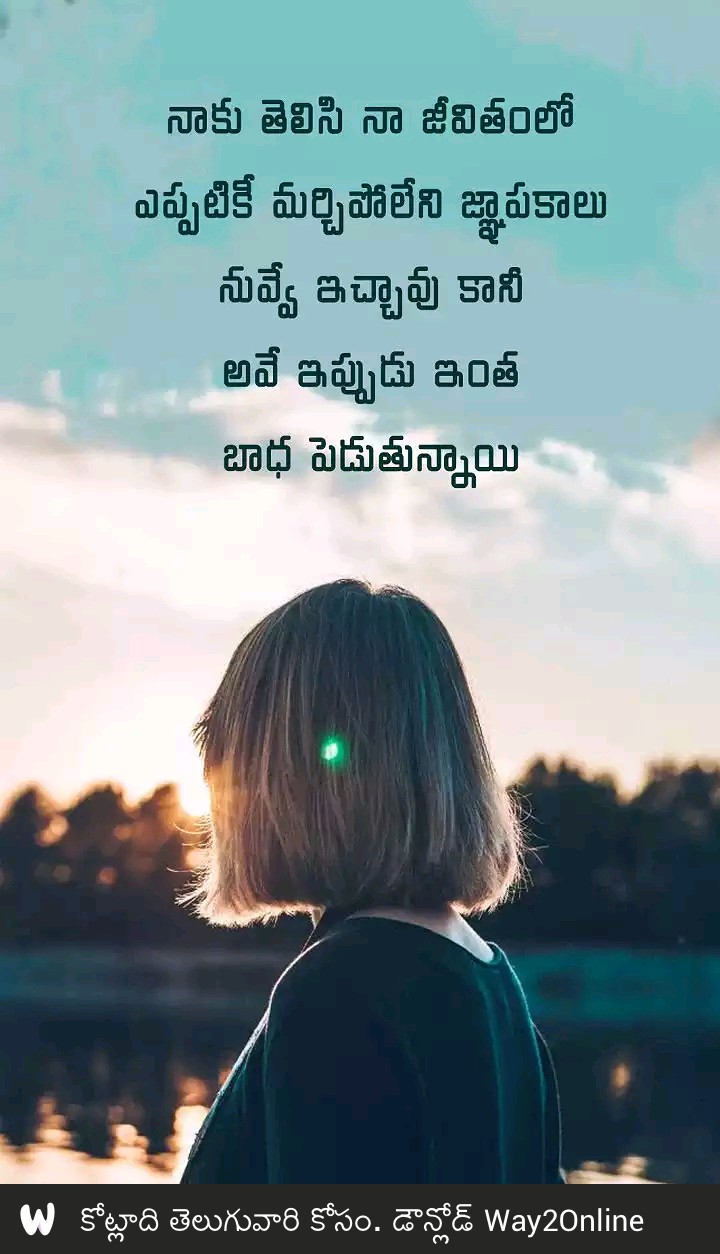 నాకు తెలిసి నా జీవితంలో
ఎప్పటికీ మర్చిపోలేని జ్ఞాపకాలు
నువ్వే ఇచ్చావు కానీ
అవే ఇప్పుడు ఇంత
బాధ పెడుతున్నాయి
W కోట్లాది తెలుగువారి కోసం. డౌన్లోడ్ Way2Online